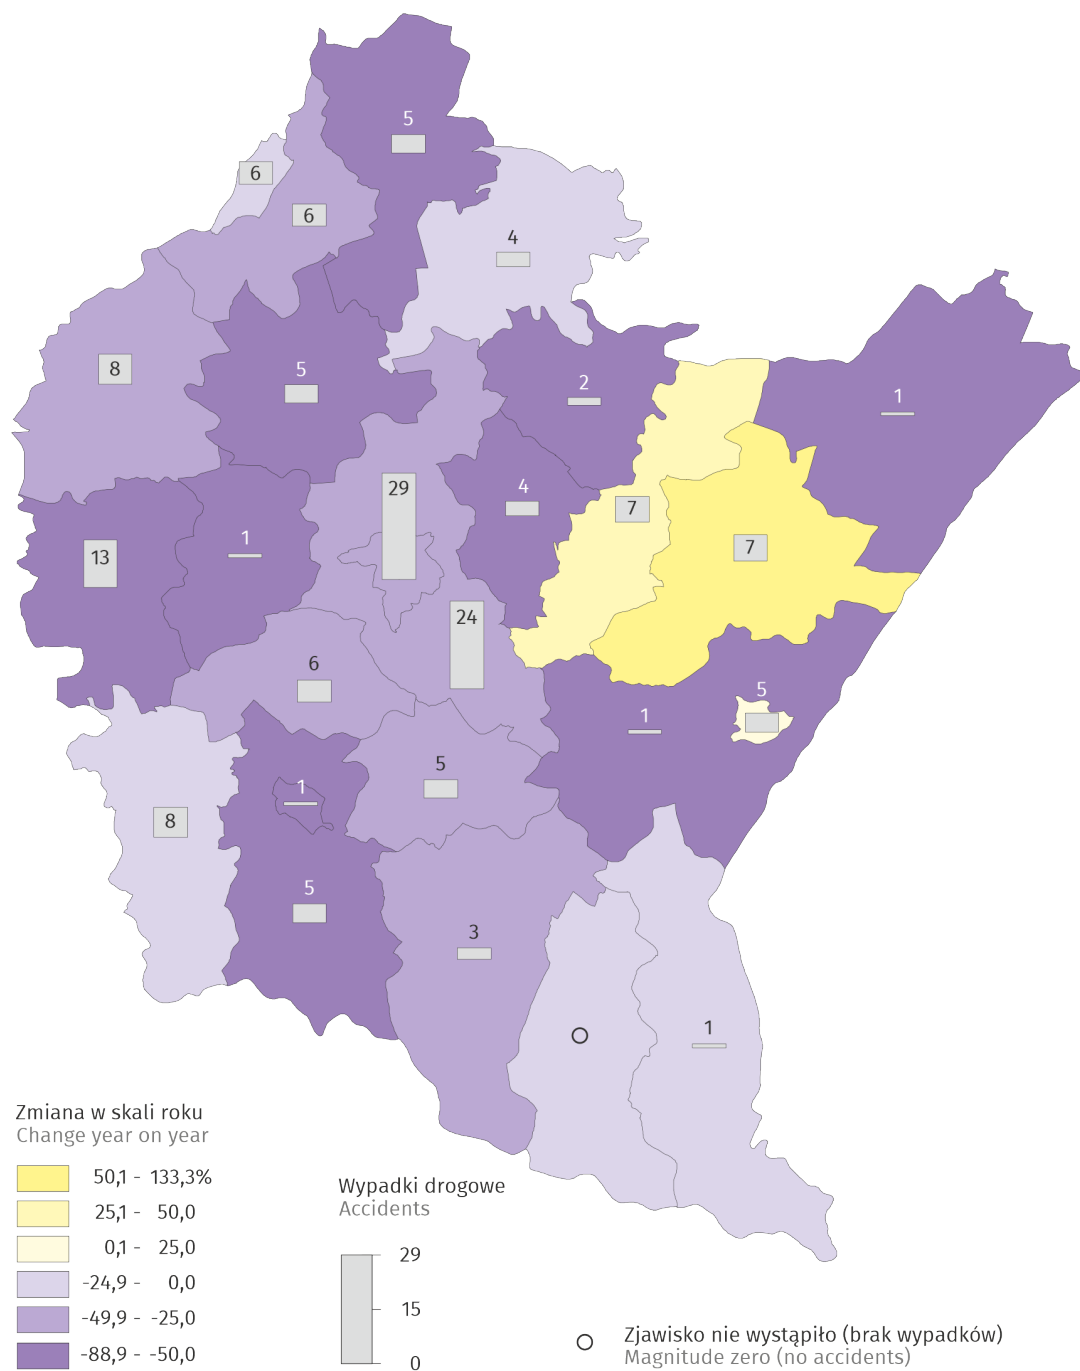 5
6
6
4
8
5
2
1
29
4
7
13
1
7
24
6
5
1
5
1
8
5
3
1
Zmiana w skali roku
Change year on year
50,1 - 133,3%
25,1 - 50,0
0,1 - 25,0
-24,9 - 0,0
-49,9 - -25,0
-88,9 - -50,0
Wypadki drogowe
Accidents
29
15
0
Zjawisko nie wystąpiło (brak wypadków)
Magnitude zero (no accidents)